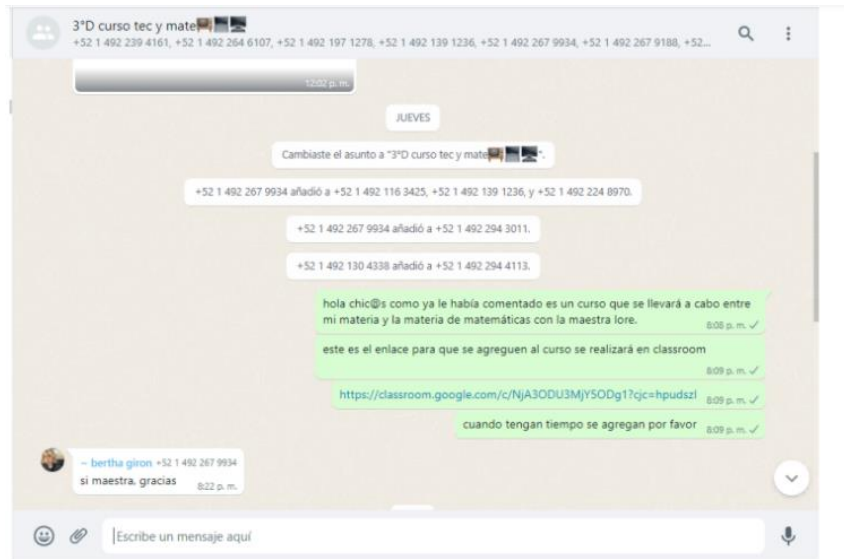 3°D curso tec y mate
+52 1 492 239 4161, +52 1 492 264 6107, +52 1 492 197 1278, +52 1 492 139 1236, +52 1 492 267 9934, +52 1 492 267 9188, +52...
12:02 p. m.
JUEVES
Cambiaste el asunto a "3°D curso tec y mate".
+52 1 492 267 9934 añadió a +52 1 492 116 3425, +52 1 492 139 1236, y +52 1 492 224 8970.
+52 1 492 267 9934 añadió a +52 1 492 294 3011.
+52 1 492 130 4338 añadió a +52 1 492 294 4113.
hola chic@s como ya le había comentado es un curso que se llevará a cabo entre
mi materia y la materia de matemáticas con la maestra lore.
8:08 p. m.
este es el enlace para que se agreguen al curso se realizará en classroom
8:09 p. m.
https://classroom.google.com/c/NjA3ODU3MjY5ODg1?cjc=hpudszl 8:09 p. m.
cuando tengan tiempo se agregan por favor 8:09 p. m.
~ bertha giron +52 1 492 267 9934
si maestra, gracias 8:22 p. m.
Escribe un mensaje aquí